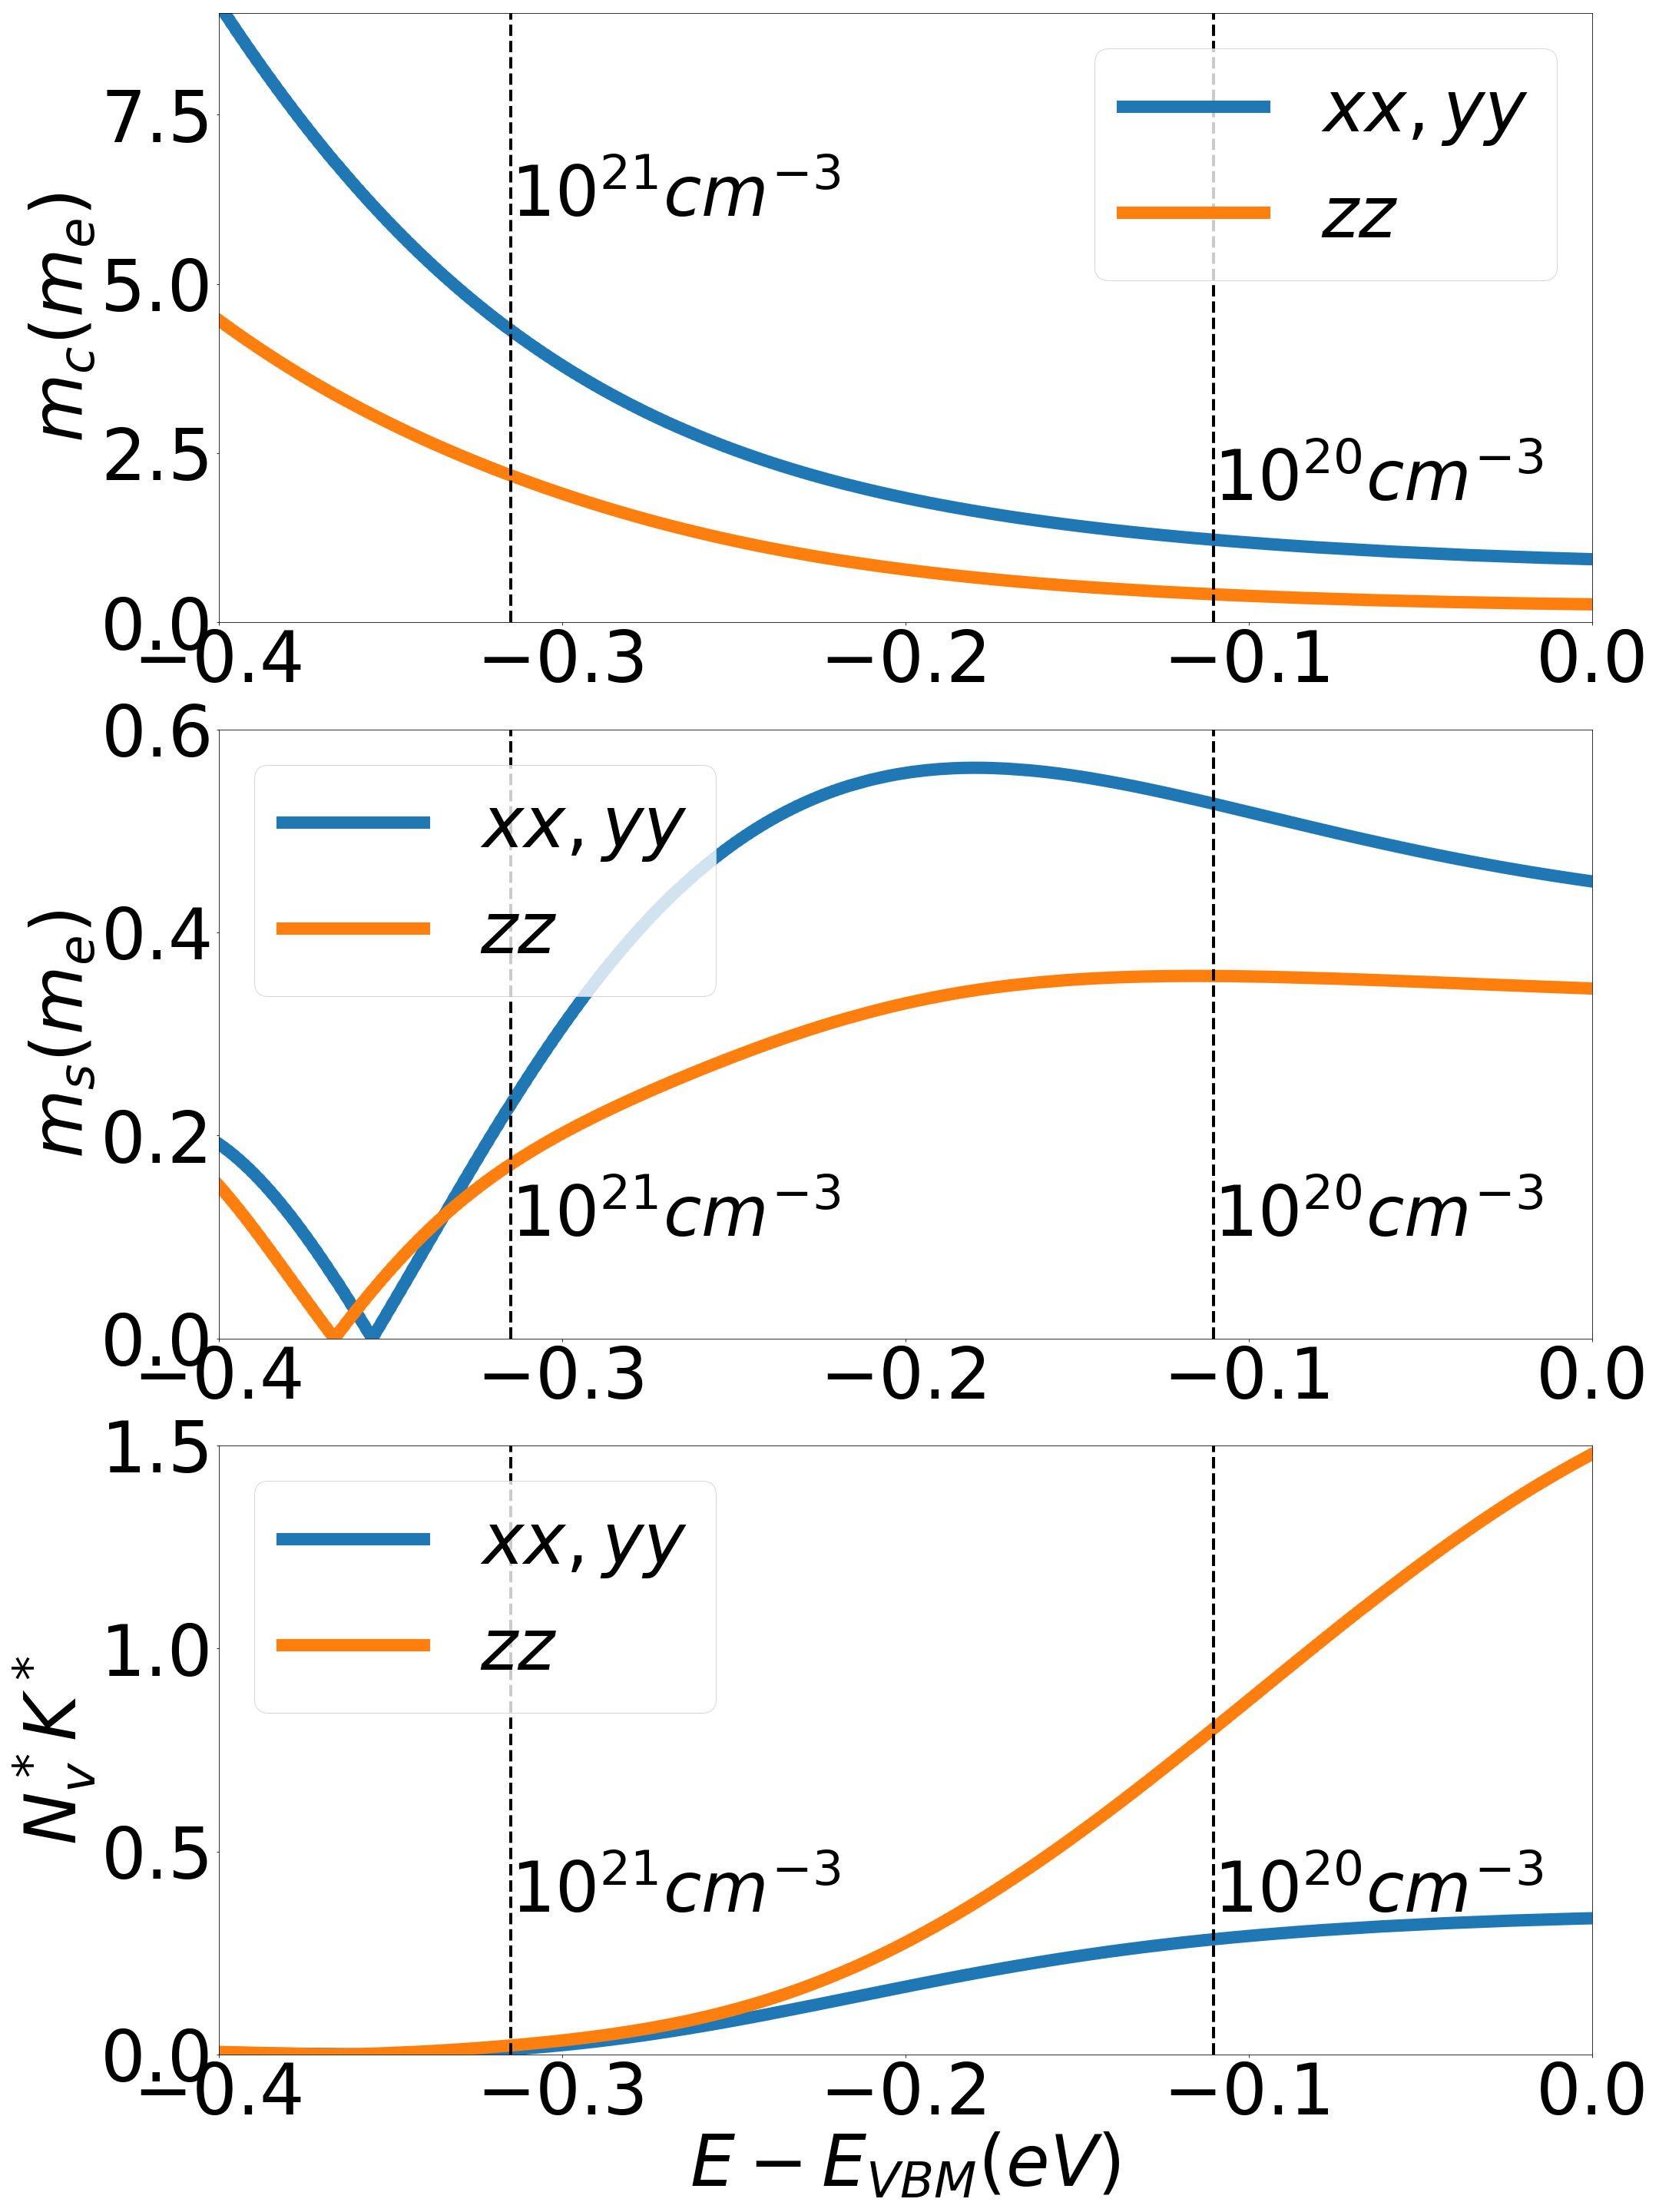 m_c(m_e)
7.5
5.0
2.5
0.0
xx, yy
zz
10^{21}cm^{-3}
10^{20}cm^{-3}
−0.4 −0.3 −0.2 −0.1 0.0
m_s(m_e)
0.6
0.4
0.2
0.0
xx, yy
zz
10^{21}cm^{-3} 10^{20}cm^{-3}
−0.4 −0.3 −0.2 −0.1 0.0
N_v^* K^*
1.5
1.0
0.5
0.0
xx, yy
zz
10^{21}cm^{-3} 10^{20}cm^{-3}
−0.4 −0.3 −0.2 −0.1 0.0
E − E_{VBM}(eV)